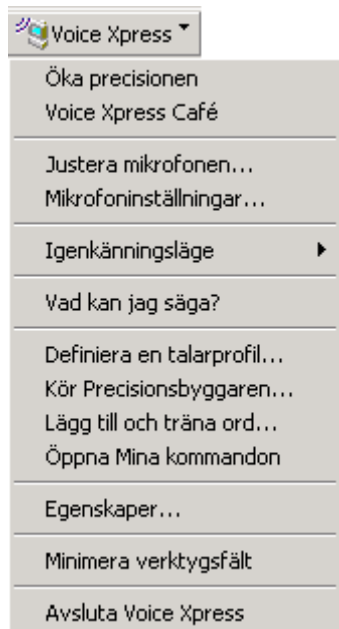 Voice Xpress
Öka precisionen
Voice Xpress Café
Justera mikrofonen...
Mikrofoninställningar...
Igenkänningsläge
Vad kan jag säga?
Definiera en talarprofil...
Kör Precisionsbyggaren...
Lägg till och träna ord...
Öppna Mina kommandon
Egenskaper...
Minimera verktygsfält
Avsluta Voice Xpress